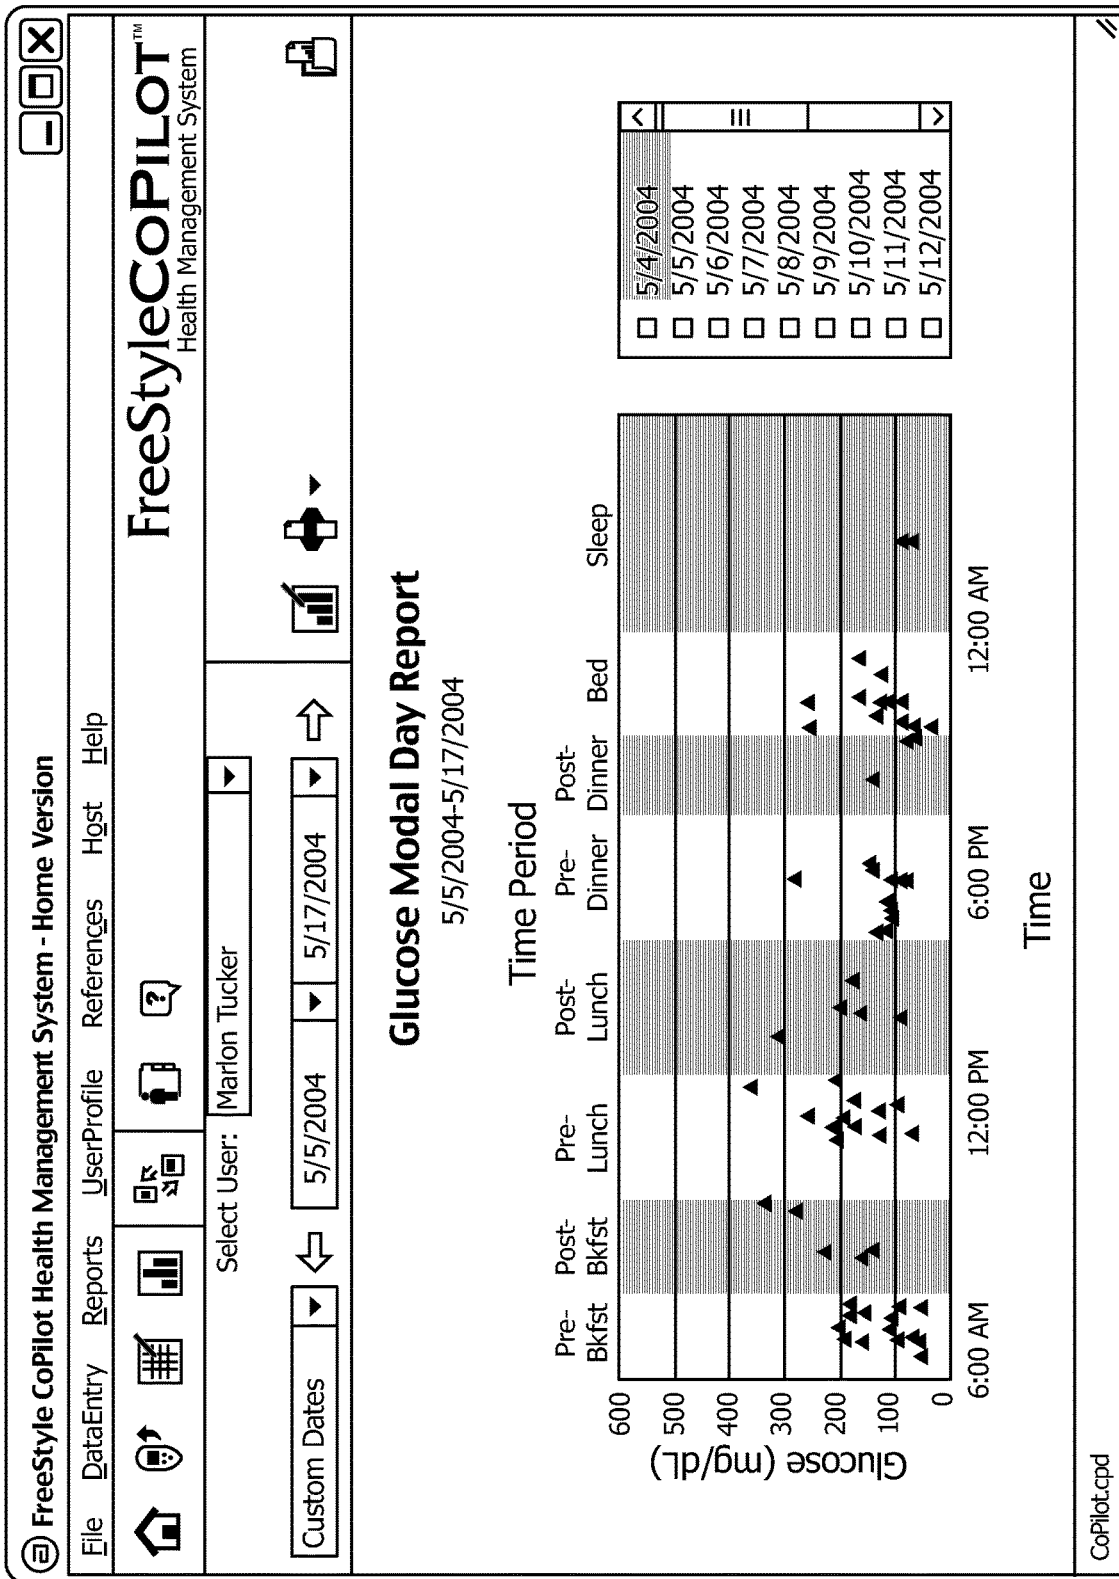 FreeStyle CoPilot Health Management System - Home Version
File DataEntry Reports UserProfile References Host Help
FreeStyleCoPilot™
Health Management System
Select User: Marlon Tucker
Custom Dates 5/5/2004 5/17/2004
Glucose Modal Day Report
5/5/2004-5/17/2004
Time Period
Pre-Bkfst Post-Bkfst Pre-Lunch Post-Lunch Pre-Dinner Post-Dinner Bed Sleep
Glucose (mg/dL)
600
500
400
300
200
100
0
6:00 AM 12:00 PM 6:00 PM 12:00 AM
Time
5/4/2004
5/5/2004
5/6/2004
5/7/2004
5/8/2004
5/9/2004
5/10/2004
5/11/2004
5/12/2004
CoPilot.cpd